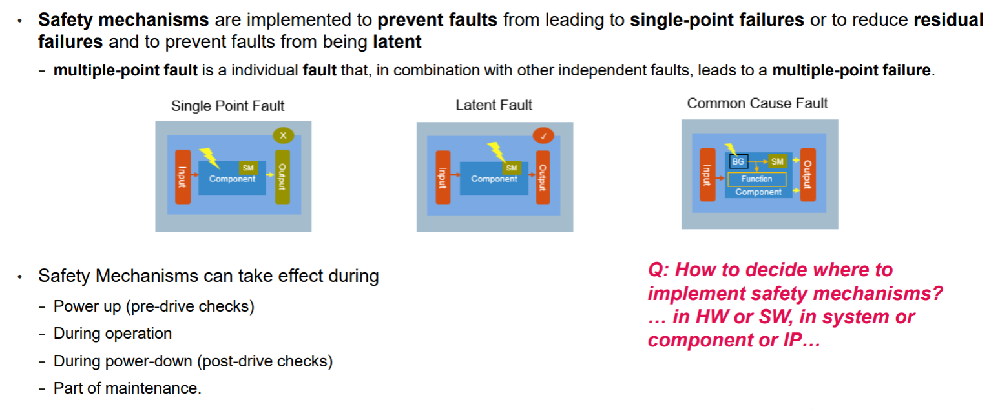 • Safety mechanisms are implemented to prevent faults from leading to single-point failures or to reduce residual
failures and to prevent faults from being latent
– multiple-point fault is a individual fault that, in combination with other independent faults, leads to a multiple-point failure.
Single Point Fault
X
Input
SM
Component
Output
Latent Fault
✓
Input
SM
Component
Output
Common Cause Fault
Input
BG
SM
Function
Component
Output
• Safety Mechanisms can take effect during
– Power up (pre-drive checks)
– During operation
– During power-down (post-drive checks)
– Part of maintenance.
Q: How to decide where to
implement safety mechanisms?
… in HW or SW, in system or
component or IP…